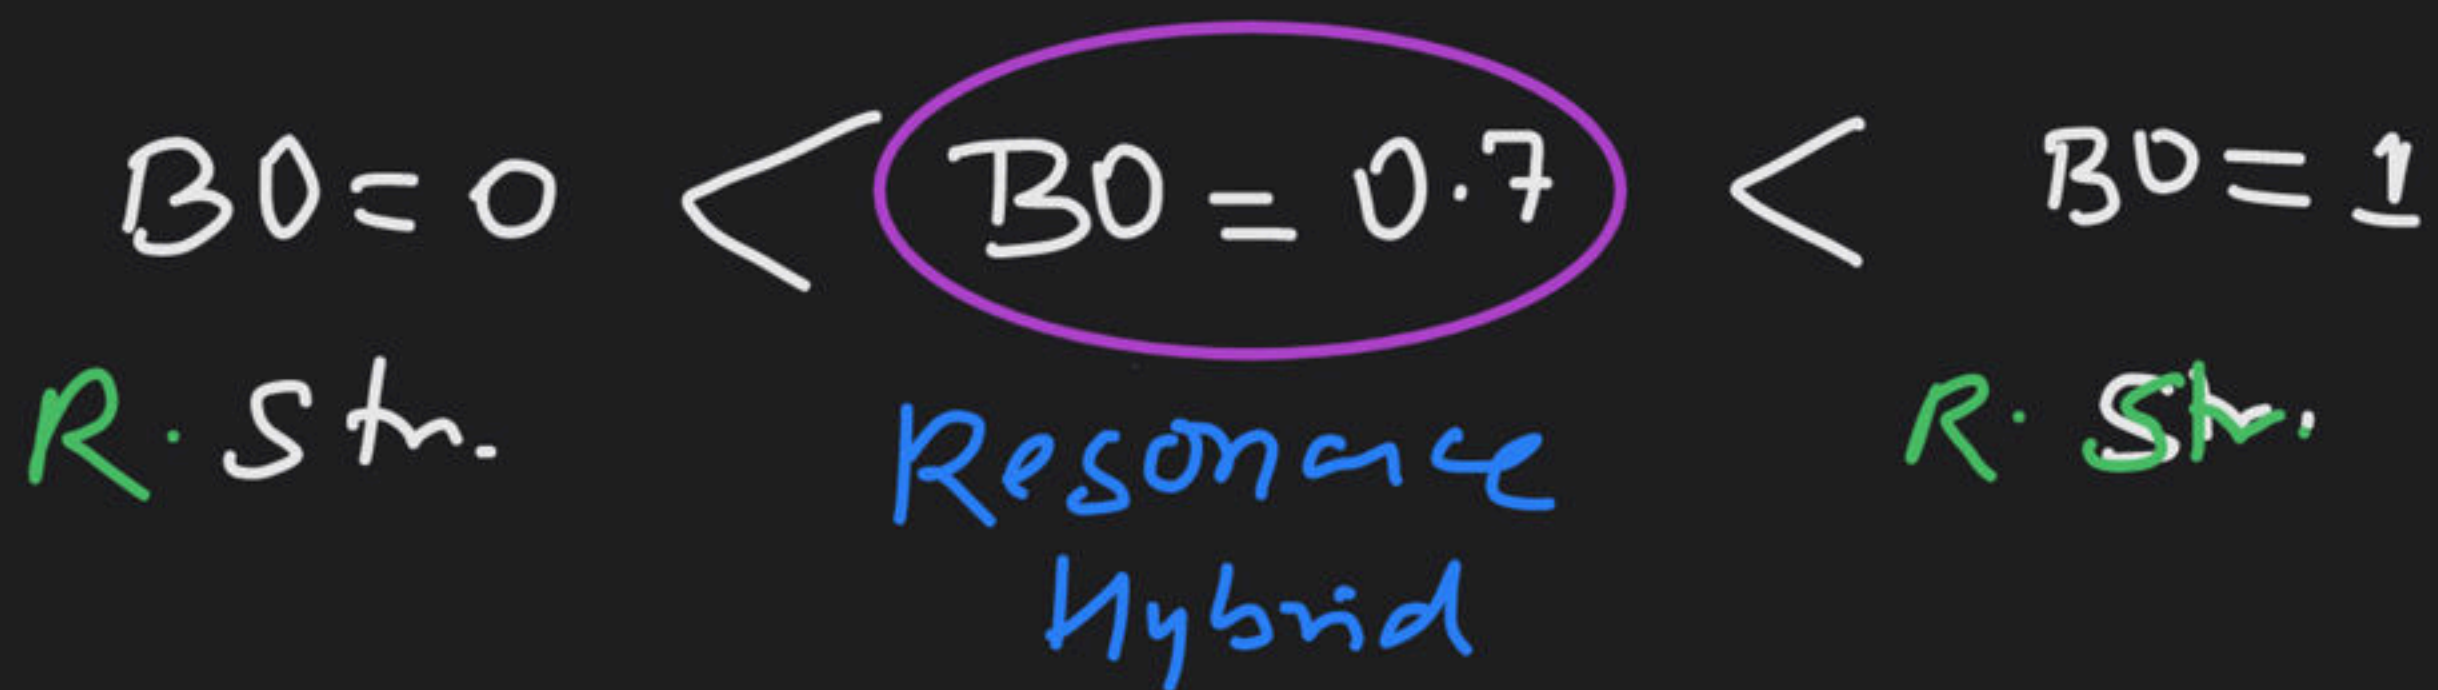 BO = 0 < BO = 0.7 < BO = 1
R. Str. Resonance R. Str.
Hybrid